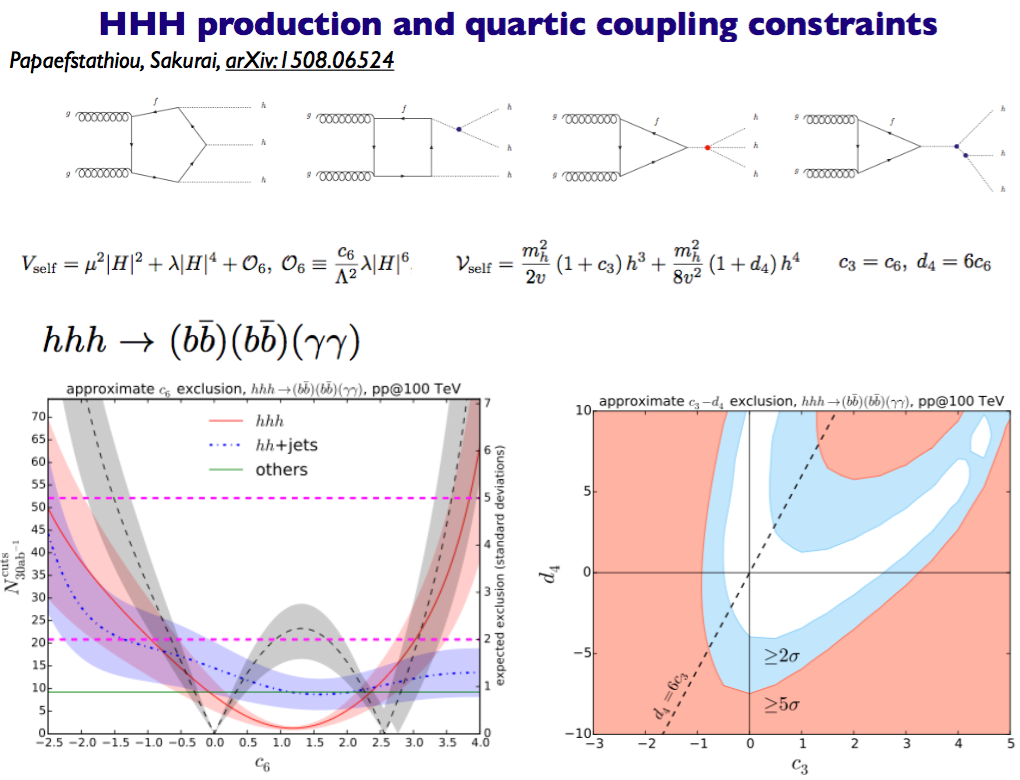 HHH production and quartic coupling constraints
Papaefstathiou, Sakurai, arXiv:1508.06524
g g f h h h
g g f h h h
g g f h h h
g g f h h h
V_self = μ²|H|² + λ|H|⁴ + O₆, O₆ ≡ c₆/Λ² λ|H|⁶.
𝒱_self = m_h²/2v (1 + c₃) h³ + m_h²/8v² (1 + d₄) h⁴
c₃ = c₆, d₄ = 6c₆
hhh → (bb̄)(bb̄)(γγ)
approximate c₆ exclusion, hhh→(bb̄)(bb̄)(γγ), pp@100 TeV
hhh
hh+jets
others
N^cuts_30ab⁻¹
70
65
60
55
50
45
40
35
30
25
20
15
10
5
0
7
6
5
4
3
2
1
0
expected exclusion (standard deviations)
−2.5 −2.0 −1.5 −1.0 −0.5 0.0 0.5 1.0 1.5 2.0 2.5 3.0 3.5 4.0
c₆
approximate c₃−d₄ exclusion, hhh→(bb̄)(bb̄)(γγ), pp@100 TeV
10
5
0
−5
−10
d₄
≥2σ
≥5σ
d₄ = 6c₃
−3 −2 −1 0 1 2 3 4 5
c₃